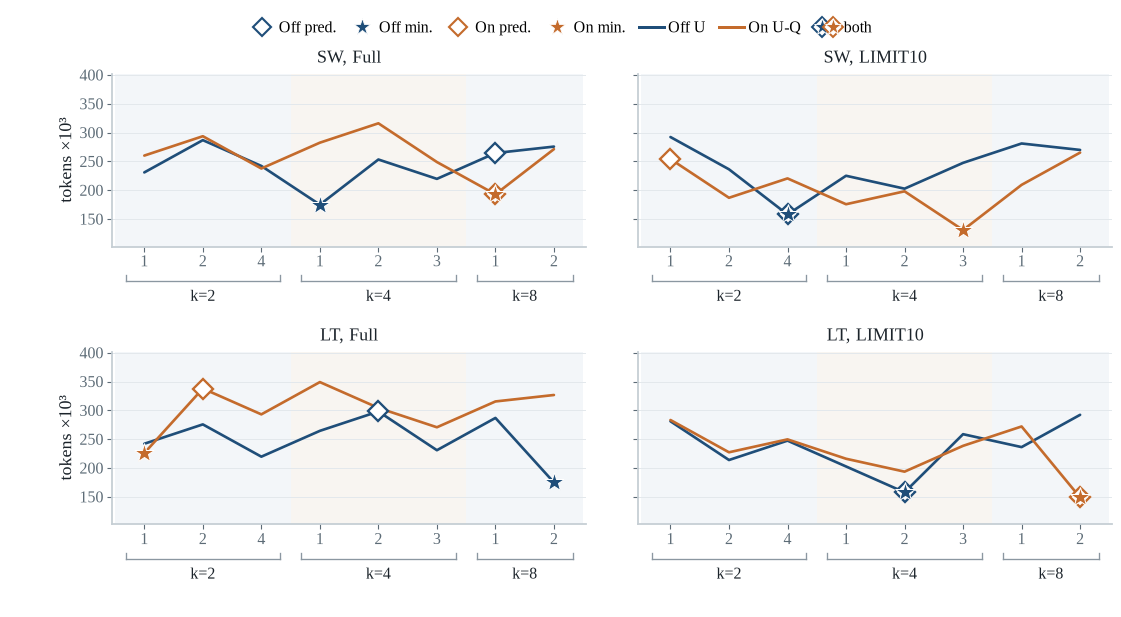 Off pred. Off min. On pred. On min. Off U On U-Q both
SW, Full
SW, LIMIT10
tokens ×10³
400
350
300
250
200
150
1 2 4 1 2 3 1 2
k=2 k=4 k=8
1 2 4 1 2 3 1 2
k=2 k=4 k=8
LT, Full
LT, LIMIT10
tokens ×10³
400
350
300
250
200
150
1 2 4 1 2 3 1 2
k=2 k=4 k=8
1 2 4 1 2 3 1 2
k=2 k=4 k=8